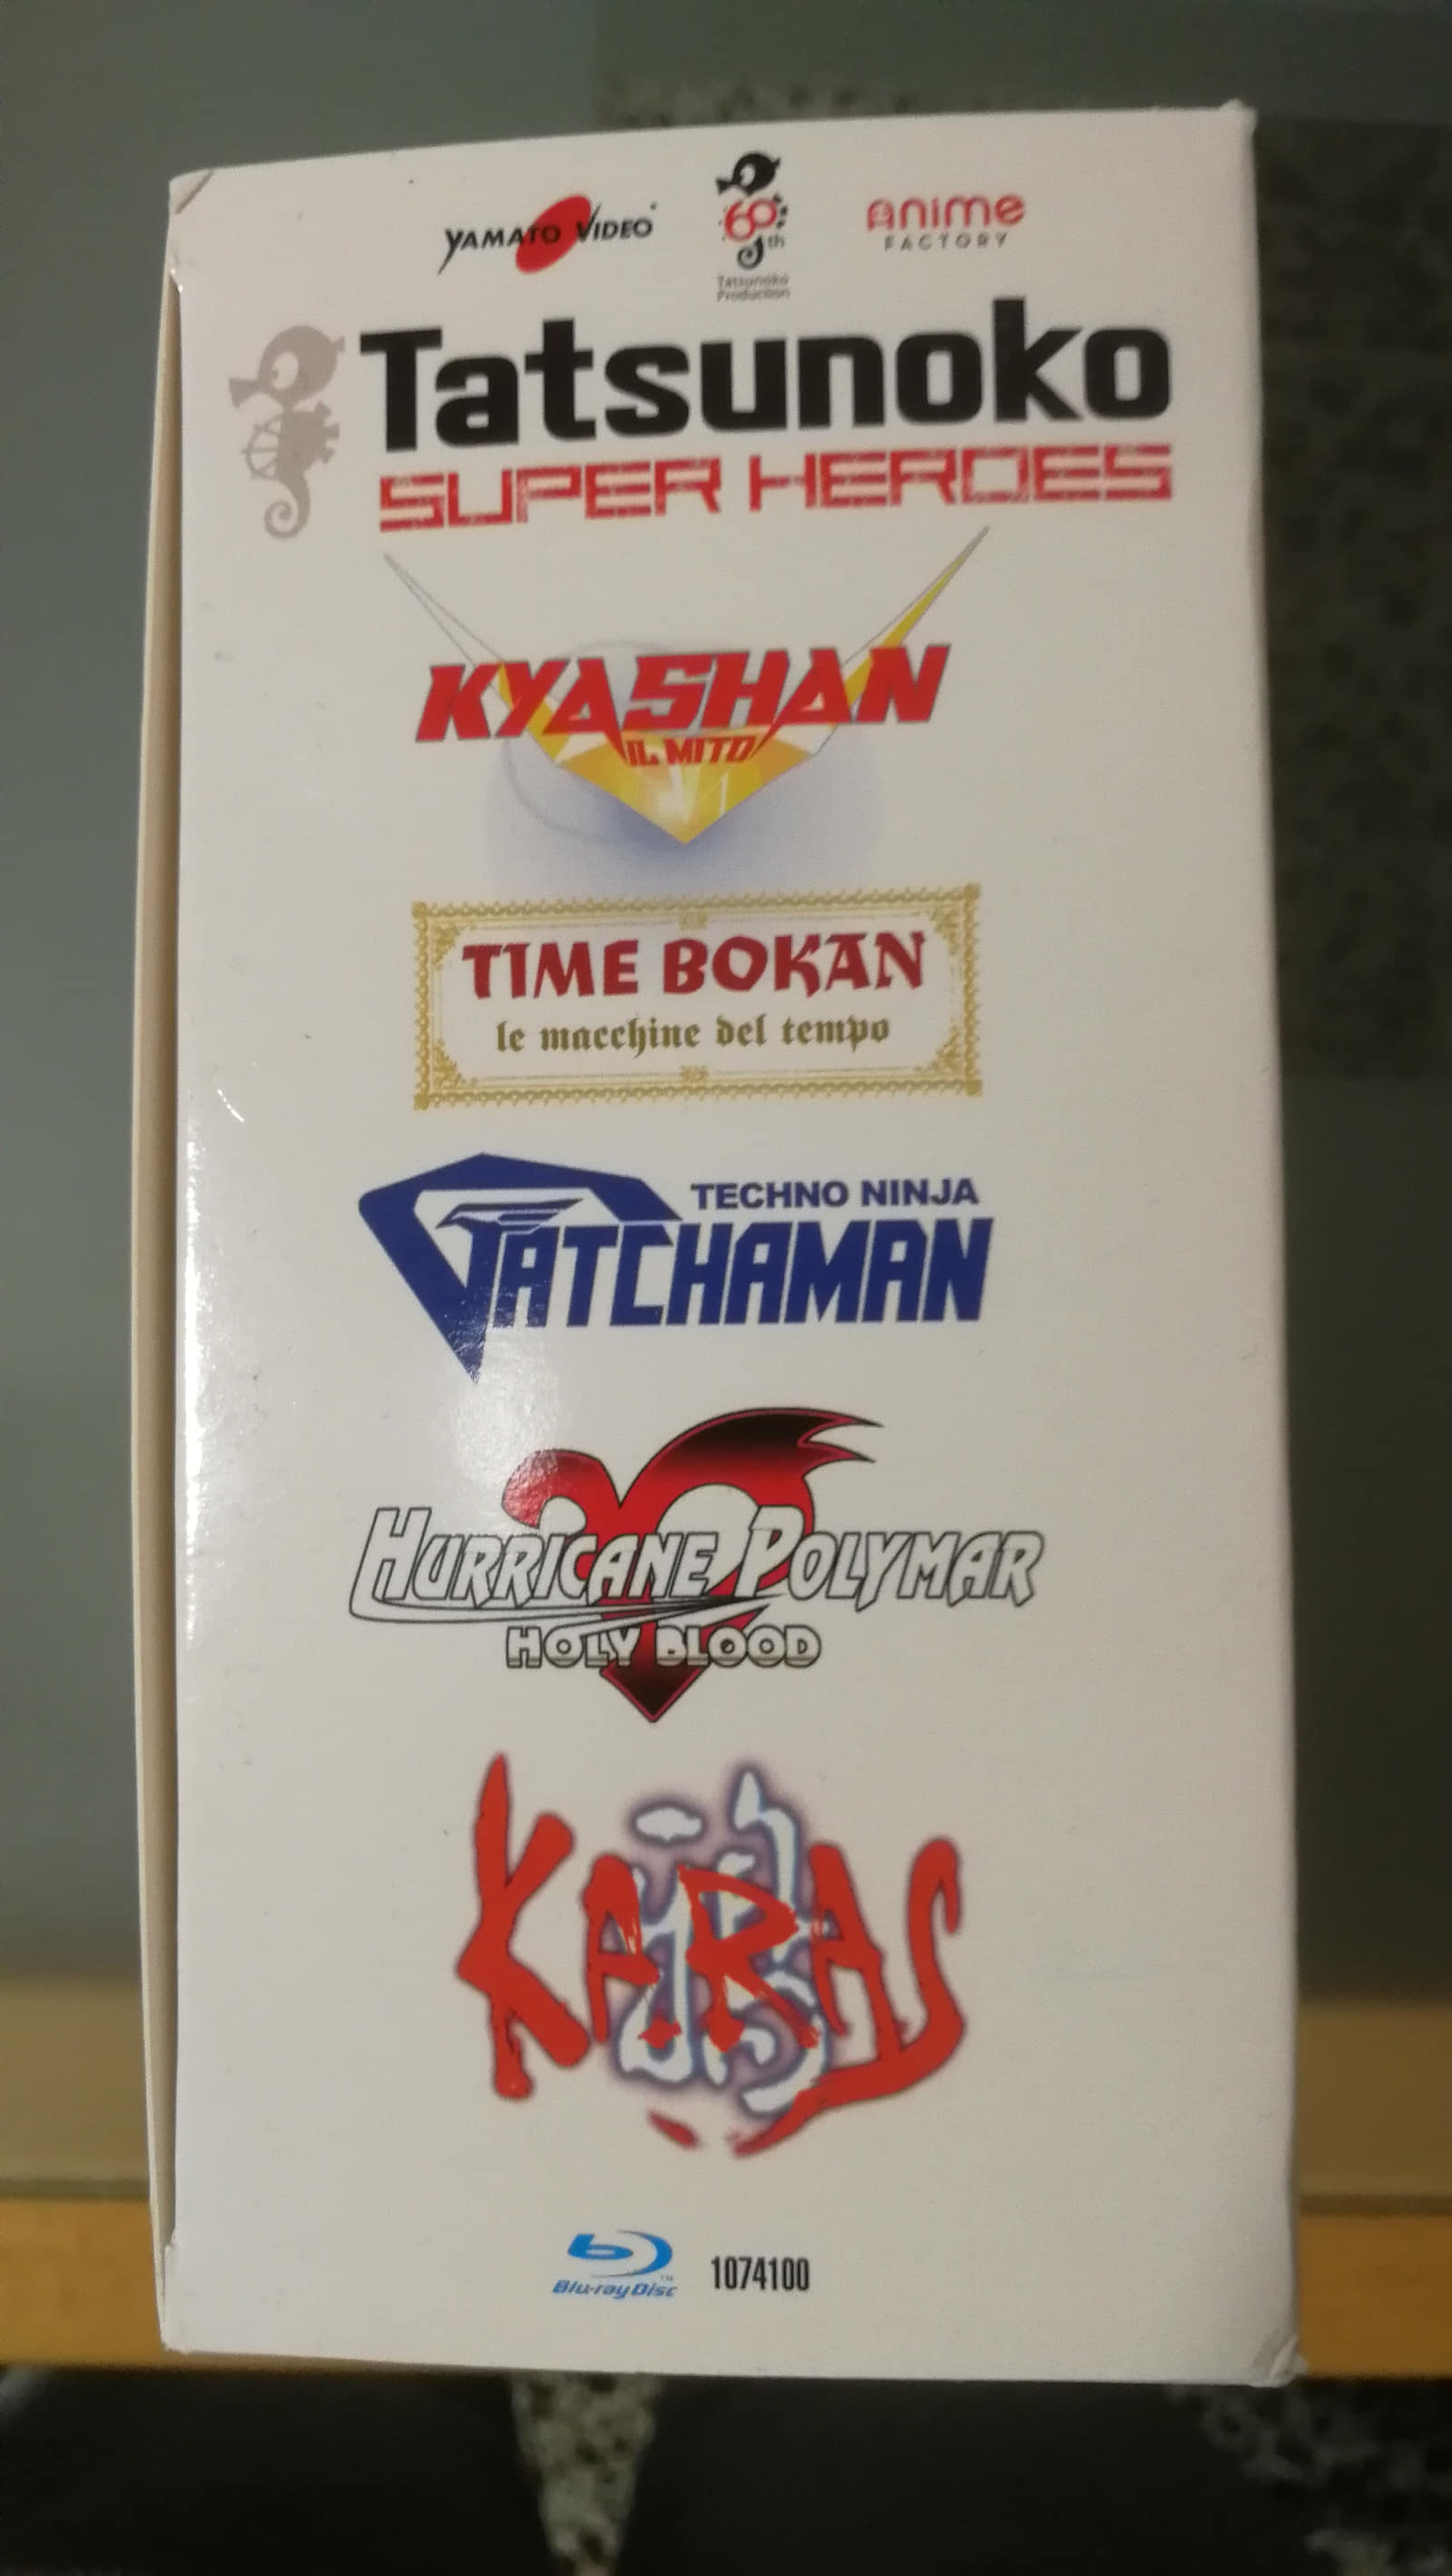 YAMATO VIDEO
60th
Tatsunoko
Production
Anime
FACTORY
Tatsunoko
SUPER HEROES
KYASHAN
IL MITO
TIME BOKAN
le macchine del tempo
TECHNO NINJA
GATCHAMAN
HURRICANE POLYMAR
HOLY BLOOD
KARAS
Blu-ray Disc™
1074100